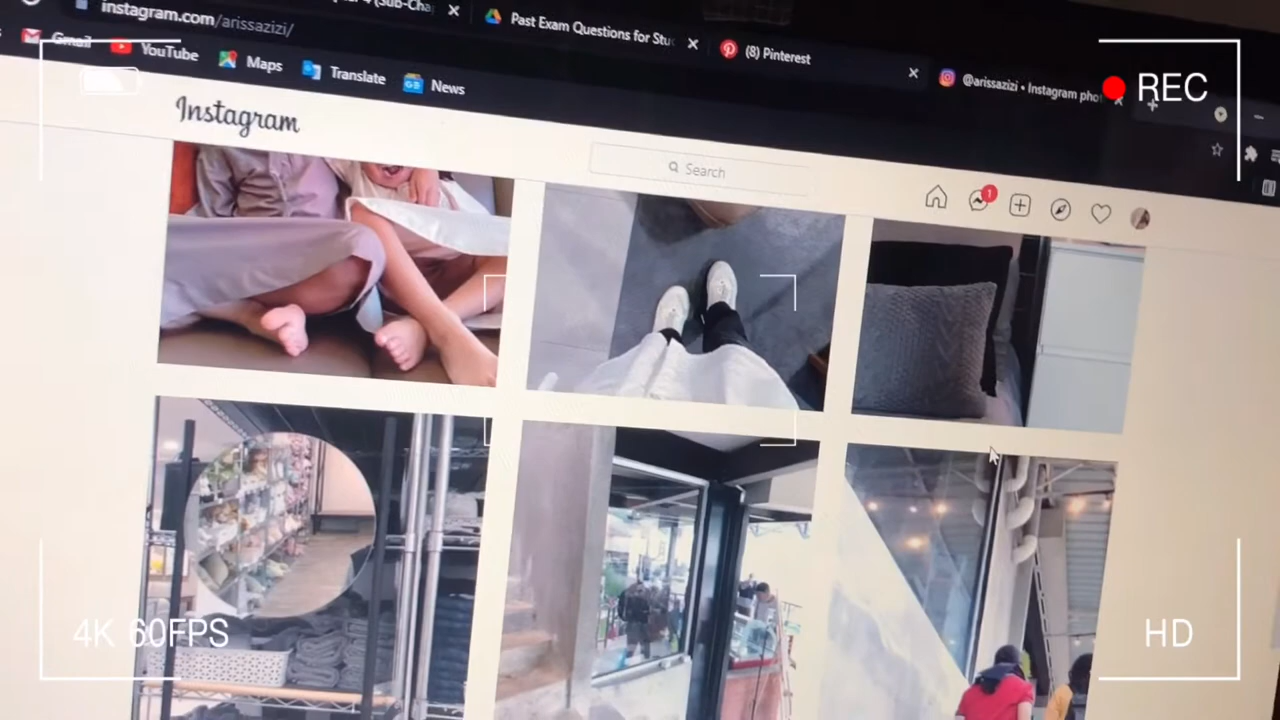 instagram.com/arissazizi/
Past Exam Questions for Stu
(8) Pinterest
@arissazizi • Instagram pho
Gmail
YouTube
Maps
Translate
News
REC
Instagram
Search
1
4K 60FPS
HD